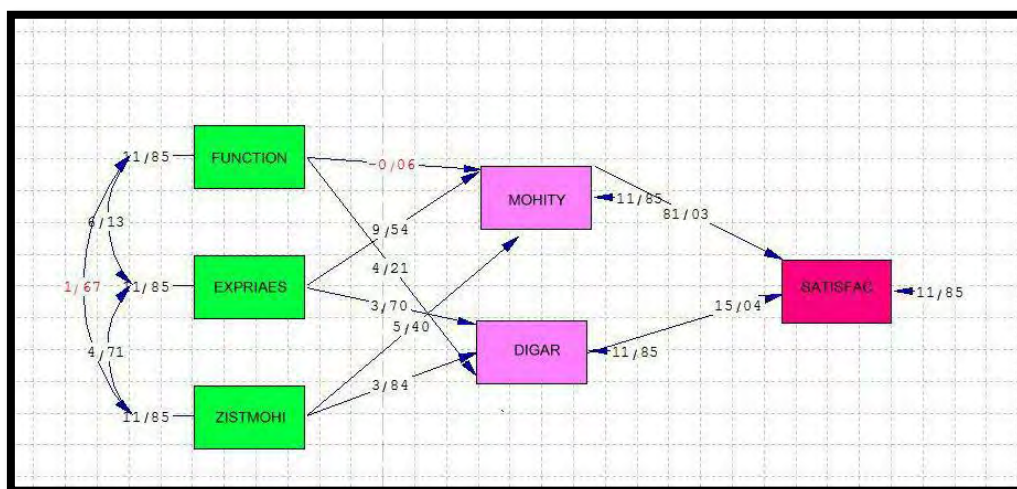 11/85
FUNCTION
-0/06
MOHITY
11/85
6/13
9/54
81/03
4/21
1/67
11/85
EXPRIAES
SATISFAC
11/85
3/70
15/04
5/40
4/71
DIGAR
11/85
3/84
11/85
ZISTMOHI